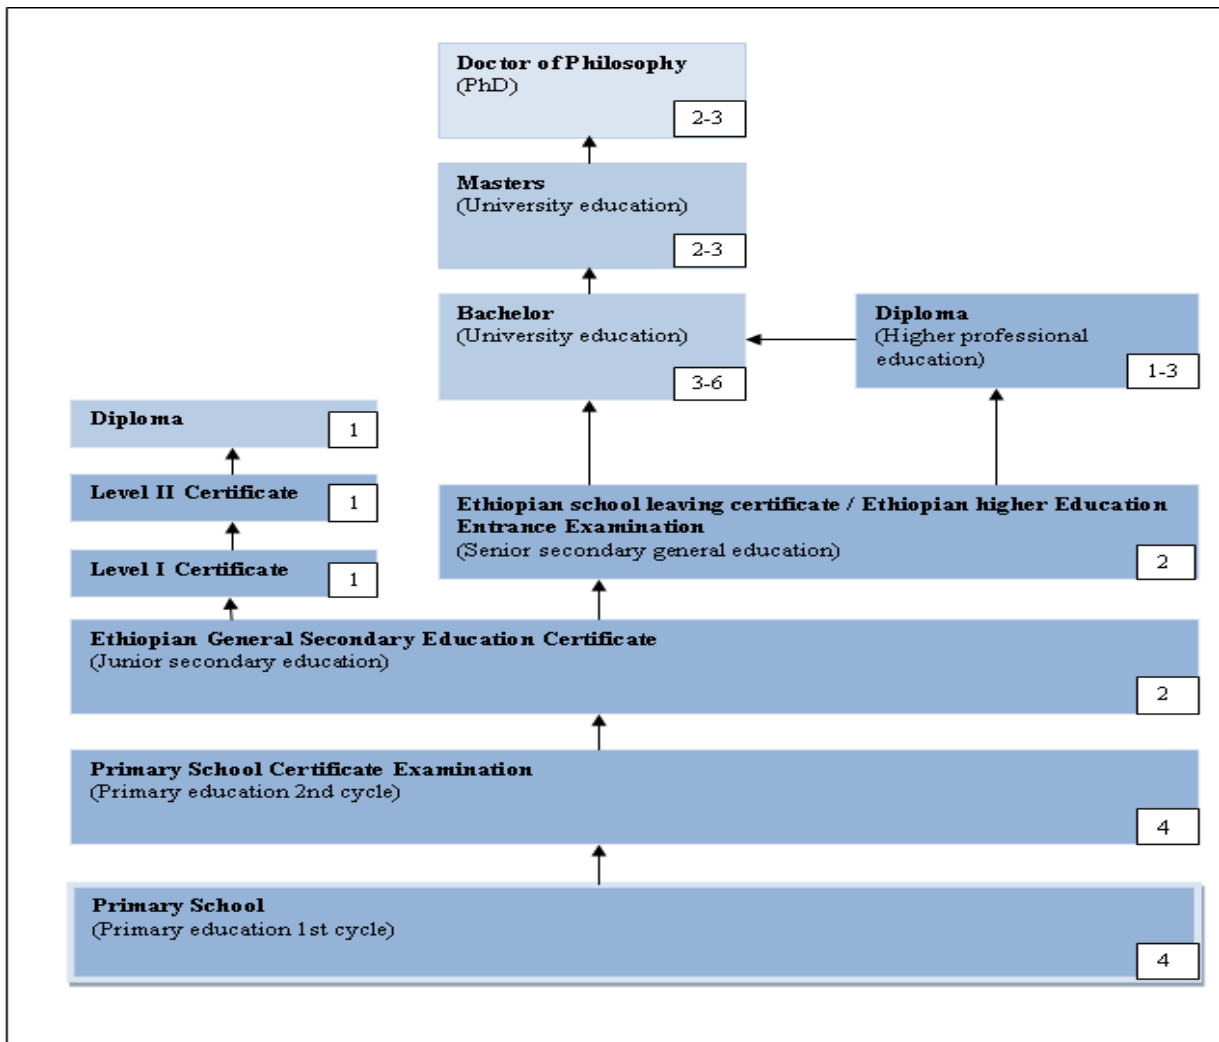 Doctor of Philosophy
(PhD)
2-3
Masters
(University education)
2-3
Bachelor
(University education)
3-6
Diploma
(Higher professional
education)
1-3
Diploma
1
Level II Certificate
1
Level I Certificate
1
Ethiopian school leaving certificate / Ethiopian higher Education
Entrance Examination
(Senior secondary general education)
2
Ethiopian General Secondary Education Certificate
(Junior secondary education)
2
Primary School Certificate Examination
(Primary education 2nd cycle)
4
Primary School
(Primary education 1st cycle)
4